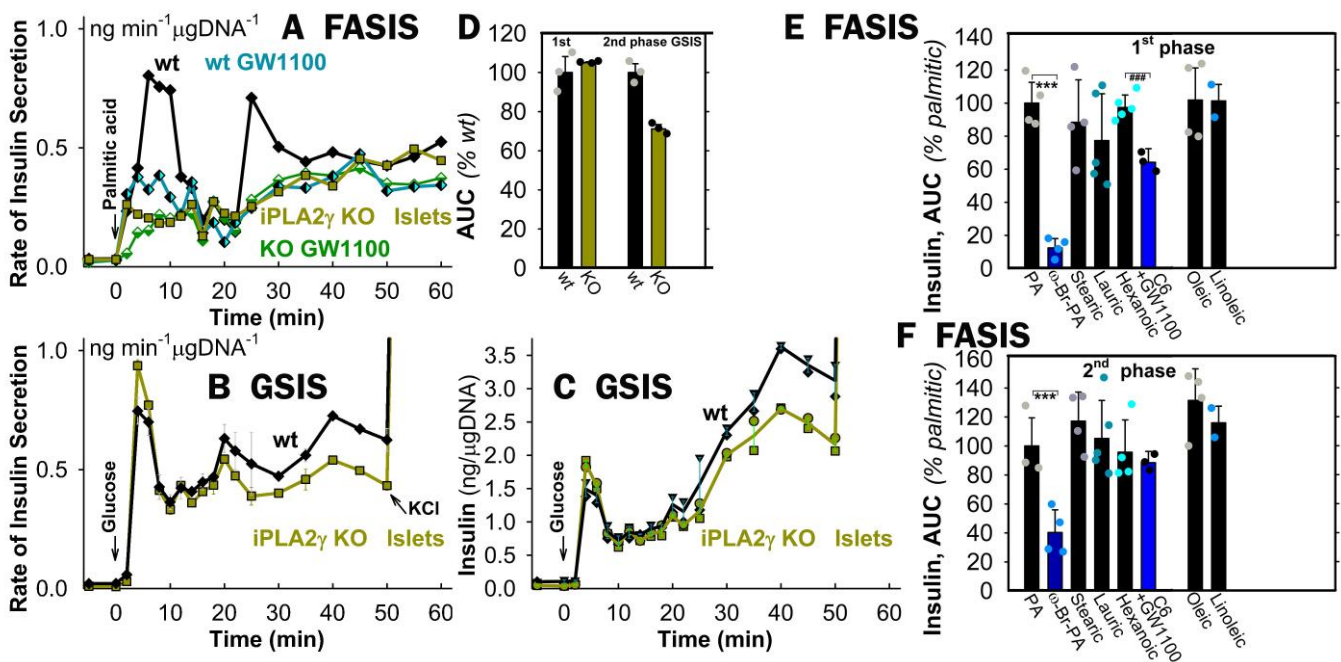 ng min⁻¹µgDNA⁻¹
A FASIS
wt
wt GW1100
Palmitic acid
iPLA2γ KO Islets
KO GW1100
Rate of Insulin Secretion
1.0
0.5
0.0
0 10 20 30 40 50 60
Time (min)
D
1st
2nd phase GSIS
AUC (% wt)
120
100
80
60
40
20
0
wt KO wt KO
E FASIS
1st phase
Insulin, AUC (% palmitic)
140
120
100
80
60
40
20
0
***
###
PA
ω-Br-PA
Stearic
Lauric
Hexanoic
+GW1100
C6
Oleic
Linoleic
ng min⁻¹µgDNA⁻¹
B GSIS
wt
Glucose
iPLA2γ KO Islets
KCl
Rate of Insulin Secretion
1.0
0.5
0.0
0 10 20 30 40 50 60
Time (min)
C GSIS
wt
Glucose
iPLA2γ KO Islets
Insulin (ng/µgDNA)
3.5
3.0
2.5
2.0
1.5
1.0
0.5
0.0
0 10 20 30 40 50 60
Time (min)
F FASIS
2nd phase
Insulin, AUC (% palmitic)
160
140
120
100
80
60
40
20
0
***
PA
ω-Br-PA
Stearic
Lauric
Hexanoic
+GW1100
C6
Oleic
Linoleic